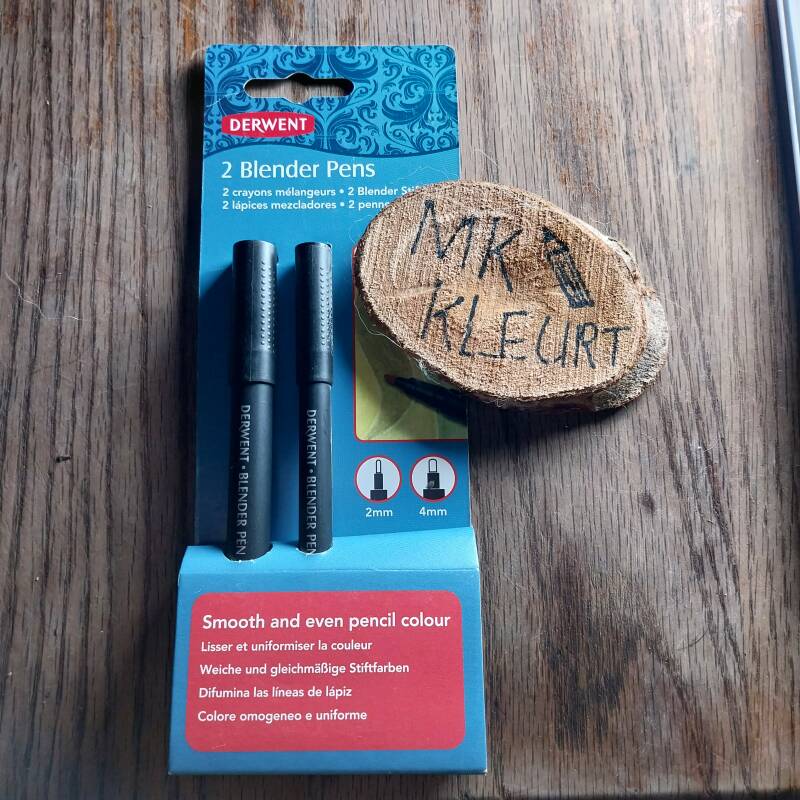 DERWENT
2 Blender Pens
2 crayons mélangeurs • 2 Blender
2 lápices mezcladores • 2
MK
KLEURT
DERWENT • BLENDER PEN
DERWENT • BLENDER PEN
2mm
4mm
Smooth and even pencil colour
Lisser et uniformiser la couleur
Weiche und gleichmäßige Stiftfarben
Difumina las líneas de lápiz
Colore omogeneo e uniforme